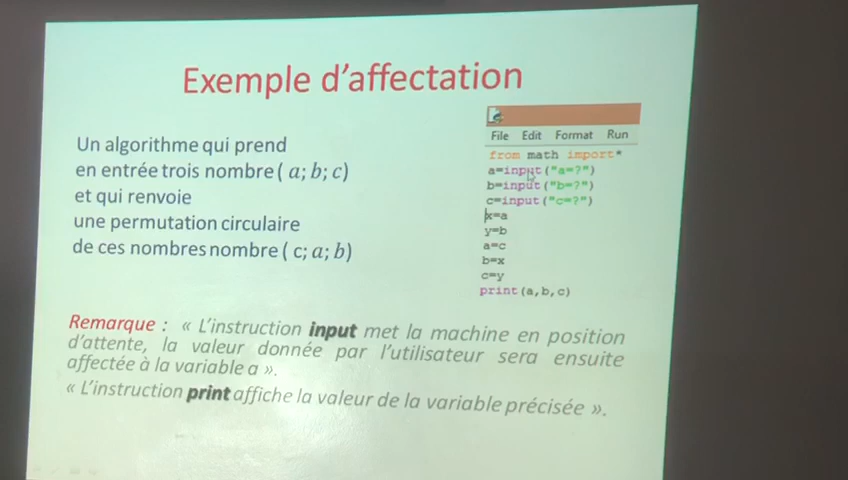 Exemple d'affectation
Un algorithme qui prend
en entrée trois nombre ( a; b; c)
et qui renvoie
une permutation circulaire
de ces nombres nombre ( c; a; b)
File Edit Format Run
from math import*
a=input("a=?")
b=input("b=?")
c=input("c=?")
x=a
y=b
a=c
b=x
c=y
print(a,b,c)
Remarque : « L'instruction input met la machine en position
d'attente, la valeur donnée par l'utilisateur sera ensuite
affectée à la variable a ».
« L'instruction print affiche la valeur de la variable précisée ».